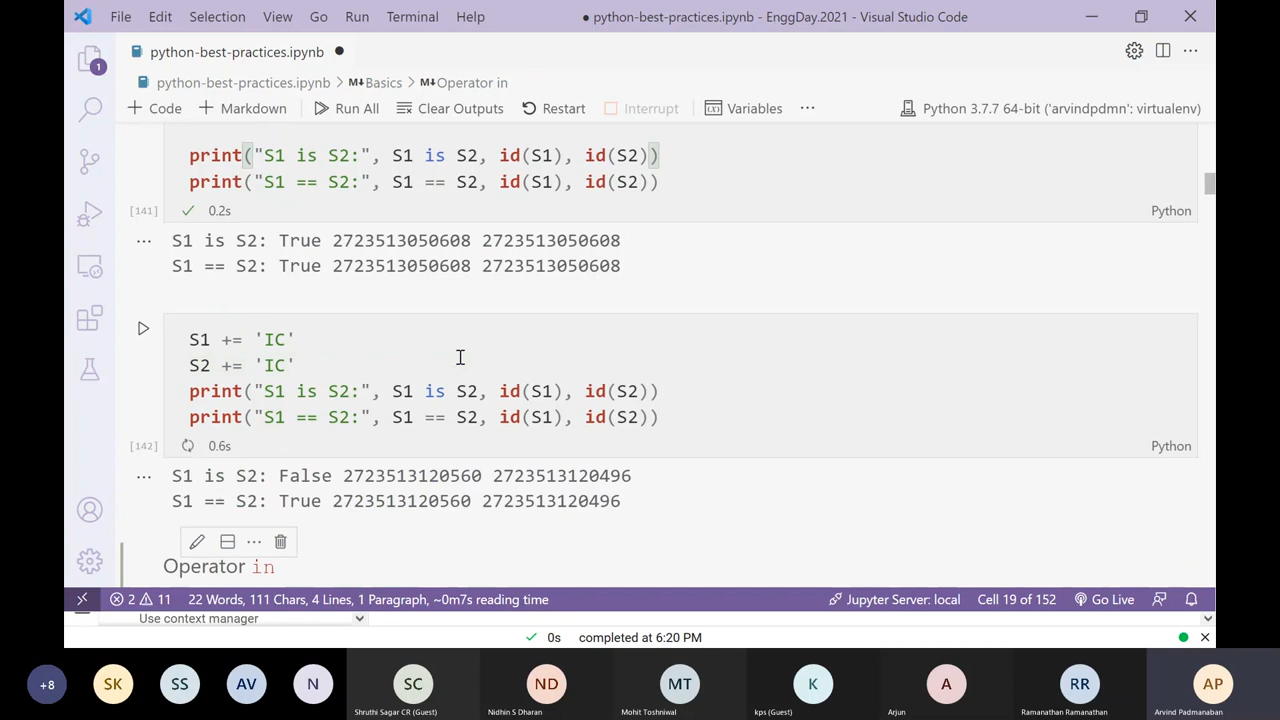 File Edit Selection View Go Run Terminal Help ● python-best-practices.ipynb - EnggDay.2021 - Visual Studio Code
python-best-practices.ipynb ●
python-best-practices.ipynb > M↓Basics > M↓Operator in
1
+ Code + Markdown Run All Clear Outputs Restart Interrupt Variables ··· Python 3.7.7 64-bit ('arvindpdmn': virtualenv)
print("S1 is S2:", S1 is S2, id(S1), id(S2))
print("S1 == S2:", S1 == S2, id(S1), id(S2))
[141] ✓ 0.2s Python
··· S1 is S2: True 2723513050608 2723513050608
S1 == S2: True 2723513050608 2723513050608
S1 += 'IC'
S2 += 'IC'
print("S1 is S2:", S1 is S2, id(S1), id(S2))
print("S1 == S2:", S1 == S2, id(S1), id(S2))
[142] 0.6s Python
··· S1 is S2: False 2723513120560 2723513120496
S1 == S2: True 2723513120560 2723513120496
···
Operator in
2 11 22 Words, 111 Chars, 4 Lines, 1 Paragraph, ~0m7s reading time Jupyter Server: local Cell 19 of 152 Go Live
Use context manager
✓ 0s completed at 6:20 PM
+8 SK SS AV N SC ND MT K A RR AP
Shruthi Sagar CR (Guest) Nidhin S Dharan Mohit Toshniwal kps (Guest) Arjun Ramanathan Ramanathan Arvind Padmanaban